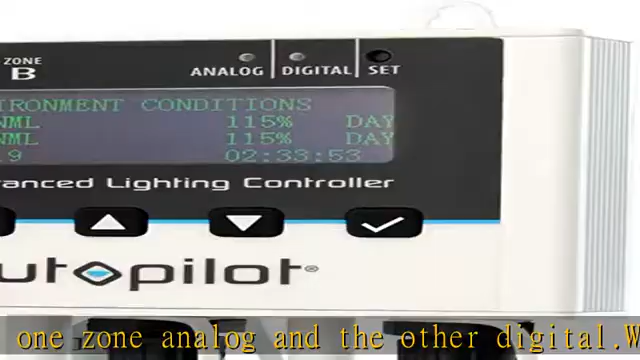 ZONE
B
ANALOG DIGITAL SET
IRONMENT CONDITIONS
NML 115% DAY
NML 115% DAY
.9 02:33:53
vanced Lighting Controller
utopilot®
one zone analog and the other digital.W